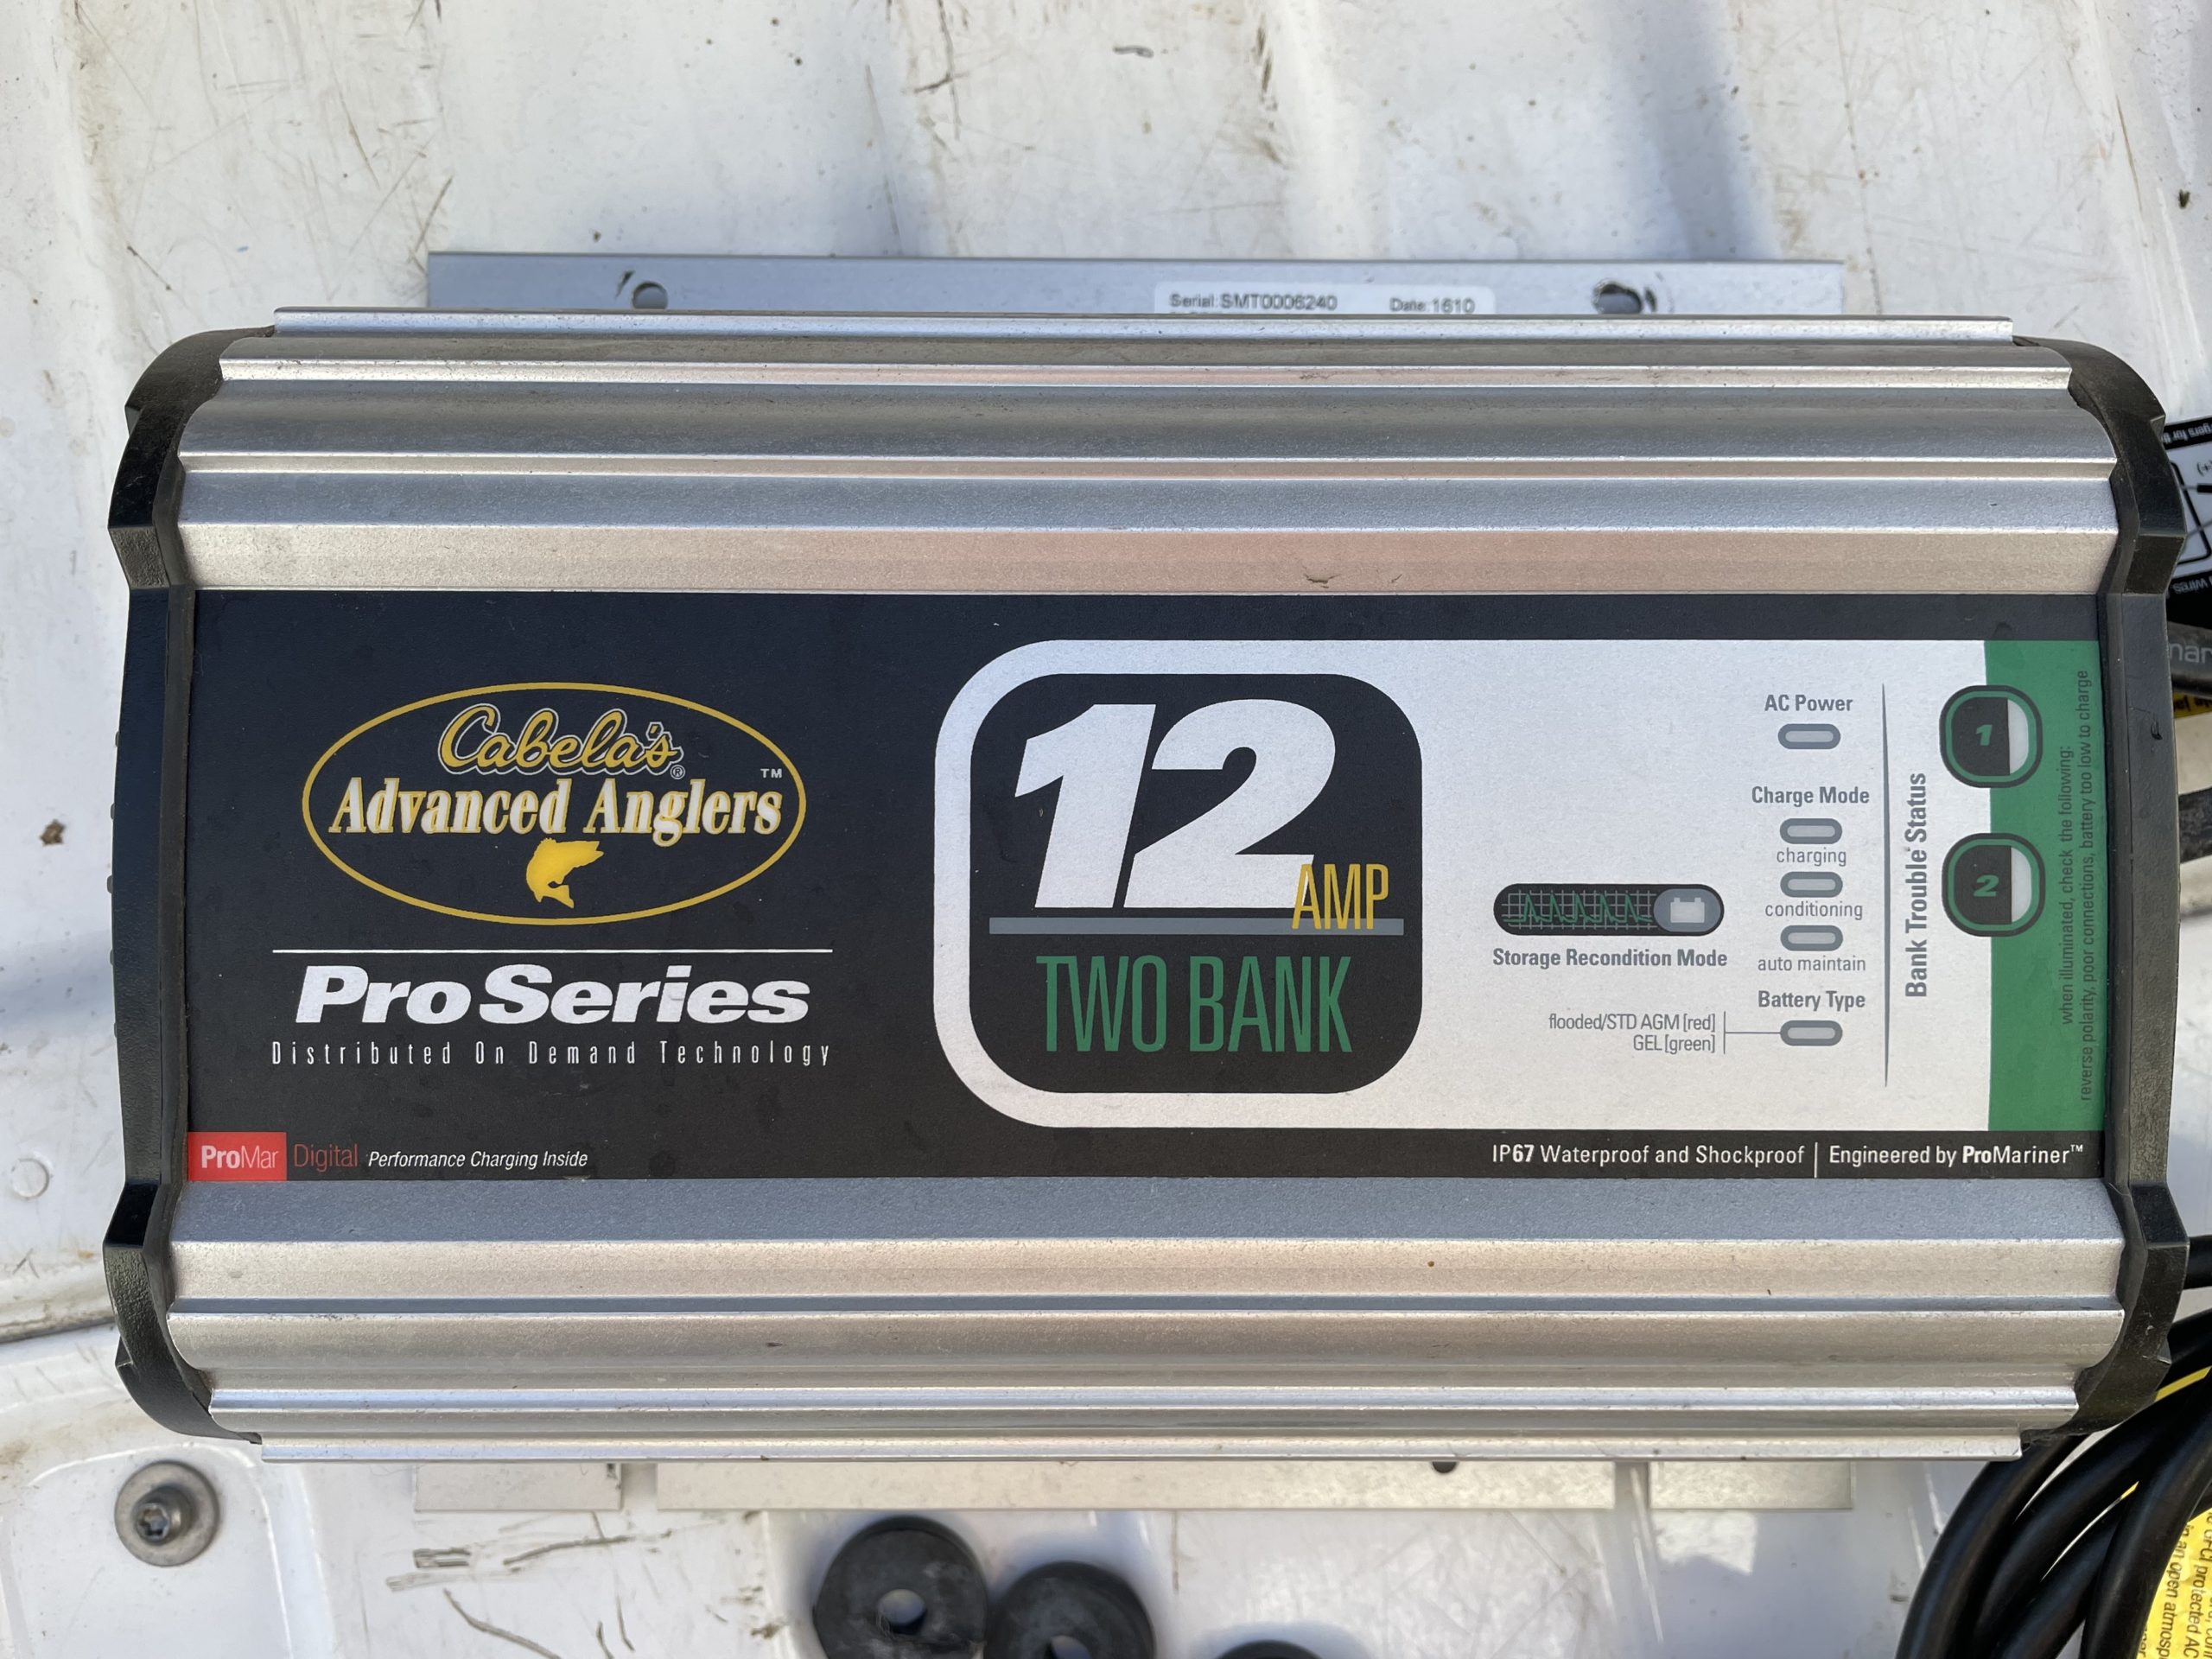 Serial:SMT0006240 Date:1610
Cabela's®
Advanced Anglers™
Pro Series
Distributed On Demand Technology
ProMar Digital Performance Charging Inside
12
AMP
TWO BANK
Storage Recondition Mode
AC Power
Charge Mode
charging
conditioning
auto maintain
Battery Type
flooded/STD AGM [red]
GEL [green]
Bank Trouble Status
1
2
when illuminated, check the following:
reverse polarity, poor connections, battery too low to charge
IP67 Waterproof and Shockproof | Engineered by ProMariner™